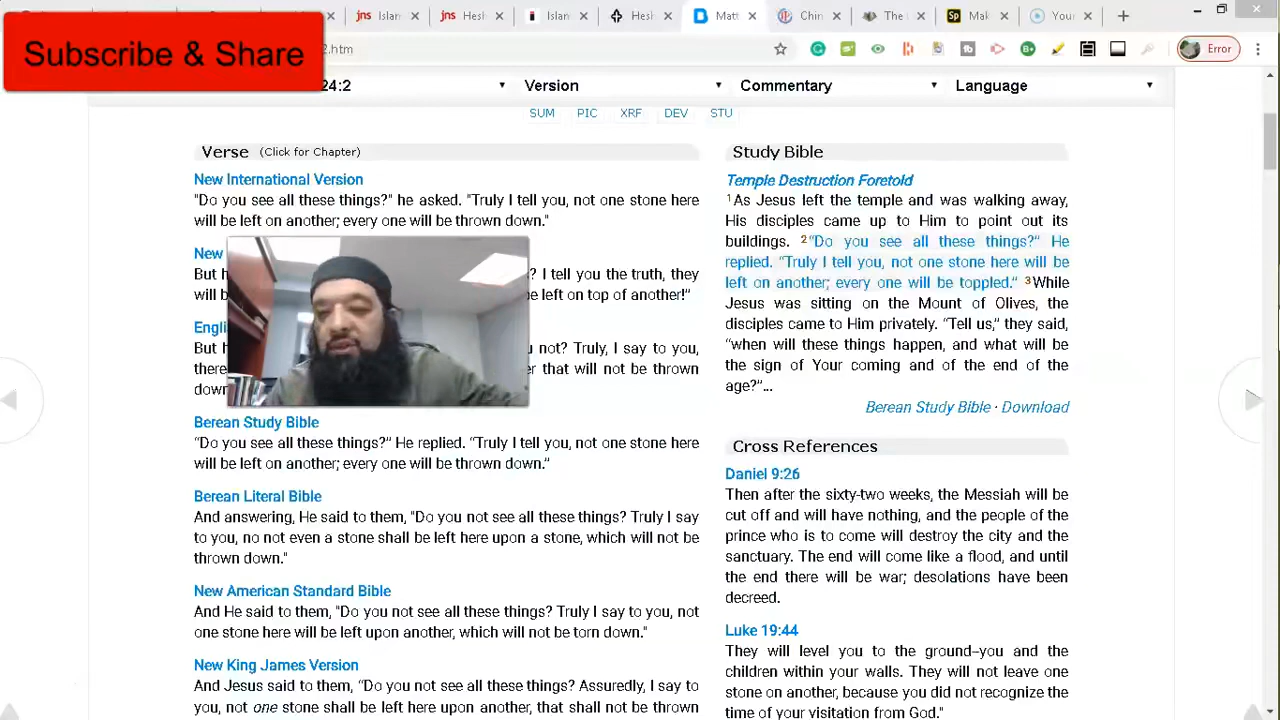 jns Islan
jns Hesl
Islan
Hesi
Matt
Chin
The
Sp Mak
Your
Subscribe & Share
2.htm
Error
24:2
Version
Commentary
Language
SUM PIC XRF DEV STU
Verse (Click for Chapter)
New International Version
"Do you see all these things?" he asked. "Truly I tell you, not one stone here
will be left on another; every one will be thrown down."
New
But h ? I tell you the truth, they
will b e left on top of another!”
Engli
But h u not? Truly, I say to you,
there er that will not be thrown
down
Berean Study Bible
“Do you see all these things?” He replied. “Truly I tell you, not one stone here
will be left on another; every one will be thrown down.”
Berean Literal Bible
And answering, He said to them, "Do you not see all these things? Truly I say
to you, no not even a stone shall be left here upon a stone, which will not be
thrown down."
New American Standard Bible
And He said to them, "Do you not see all these things? Truly I say to you, not
one stone here will be left upon another, which will not be torn down."
New King James Version
And Jesus said to them, “Do you not see all these things? Assuredly, I say to
you, not one stone shall be left here upon another, that shall not be thrown
Study Bible
Temple Destruction Foretold
1As Jesus left the temple and was walking away,
His disciples came up to Him to point out its
buildings. 2“Do you see all these things?” He
replied. “Truly I tell you, not one stone here will be
left on another; every one will be toppled.” 3While
Jesus was sitting on the Mount of Olives, the
disciples came to Him privately. “Tell us,” they said,
“when will these things happen, and what will be
the sign of Your coming and of the end of the
age?”...
Berean Study Bible · Download
Cross References
Daniel 9:26
Then after the sixty-two weeks, the Messiah will be
cut off and will have nothing, and the people of the
prince who is to come will destroy the city and the
sanctuary. The end will come like a flood, and until
the end there will be war; desolations have been
decreed.
Luke 19:44
They will level you to the ground--you and the
children within your walls. They will not leave one
stone on another, because you did not recognize the
time of your visitation from God."